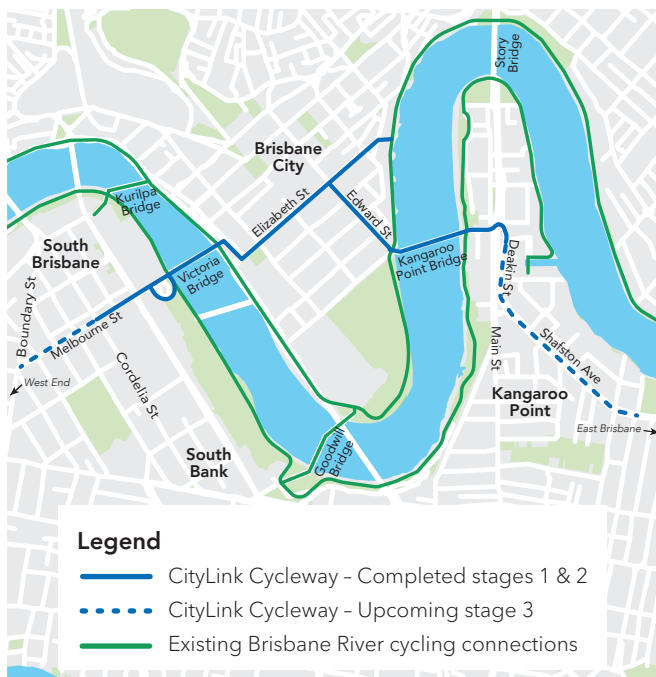 Story
Bridge
Brisbane
City
Kurilpa
Bridge
Elizabeth St
Edward St
South
Brisbane
Victoria
Bridge
Kangaroo
Point Bridge
Deakin St
Boundary St
Melbourne St
Cordelia St
Main St
Shafston Ave
West End
Kangaroo
Point
East Brisbane
South
Bank
Goodwill
Bridge
Legend
CityLink Cycleway – Completed stages 1 & 2
CityLink Cycleway – Upcoming stage 3
Existing Brisbane River cycling connections